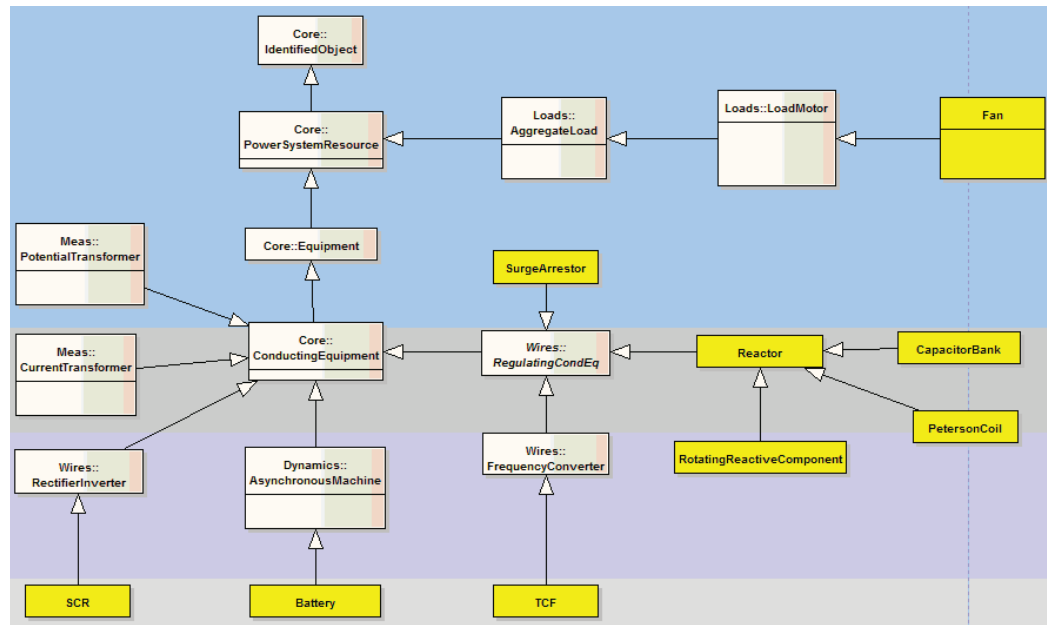 Core::
IdentifiedObject
Core::
PowerSystemResource
Loads::
AggregateLoad
Loads::LoadMotor
Fan
Meas::
PotentialTransformer
Core::Equipment
SurgeArrestor
Meas::
CurrentTransformer
Core::
ConductingEquipment
Wires::
RegulatingCondEq
Reactor
CapacitorBank
PetersonCoil
Wires::
RectifierInverter
Dynamics::
AsynchronousMachine
Wires::
FrequencyConverter
RotatingReactiveComponent
SCR
Battery
TCF